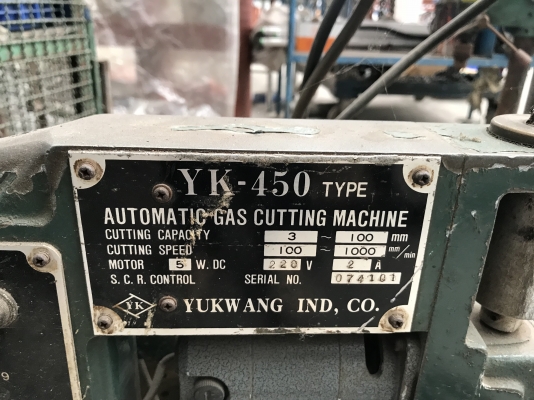 YK-450 TYPE
AUTOMATIC GAS CUTTING MACHINE
CUTTING CAPACITY 3 ~ 100 mm
CUTTING SPEED 100 ~ 1000 mm/min
MOTOR 5 W. DC 220 V 2 A
S. C. R. CONTROL SERIAL NO. 074101
YK YUKWANG IND, CO.
9